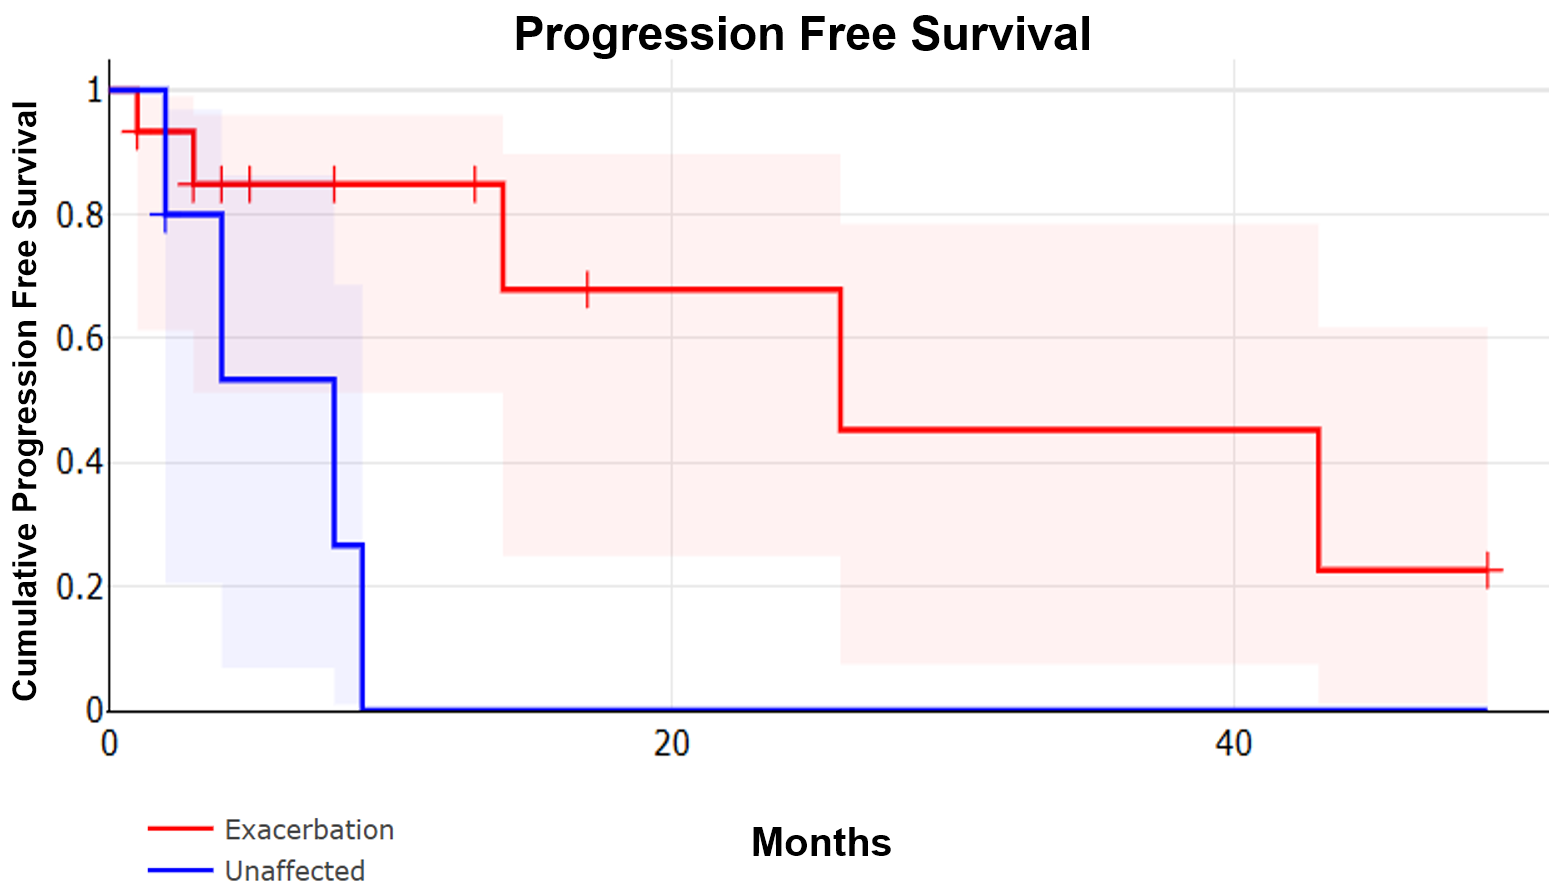 Progression Free Survival
Cumulative Progression Free Survival
1
0.8
0.6
0.4
0.2
0
0 20 40
Months
Exacerbation
Unaffected